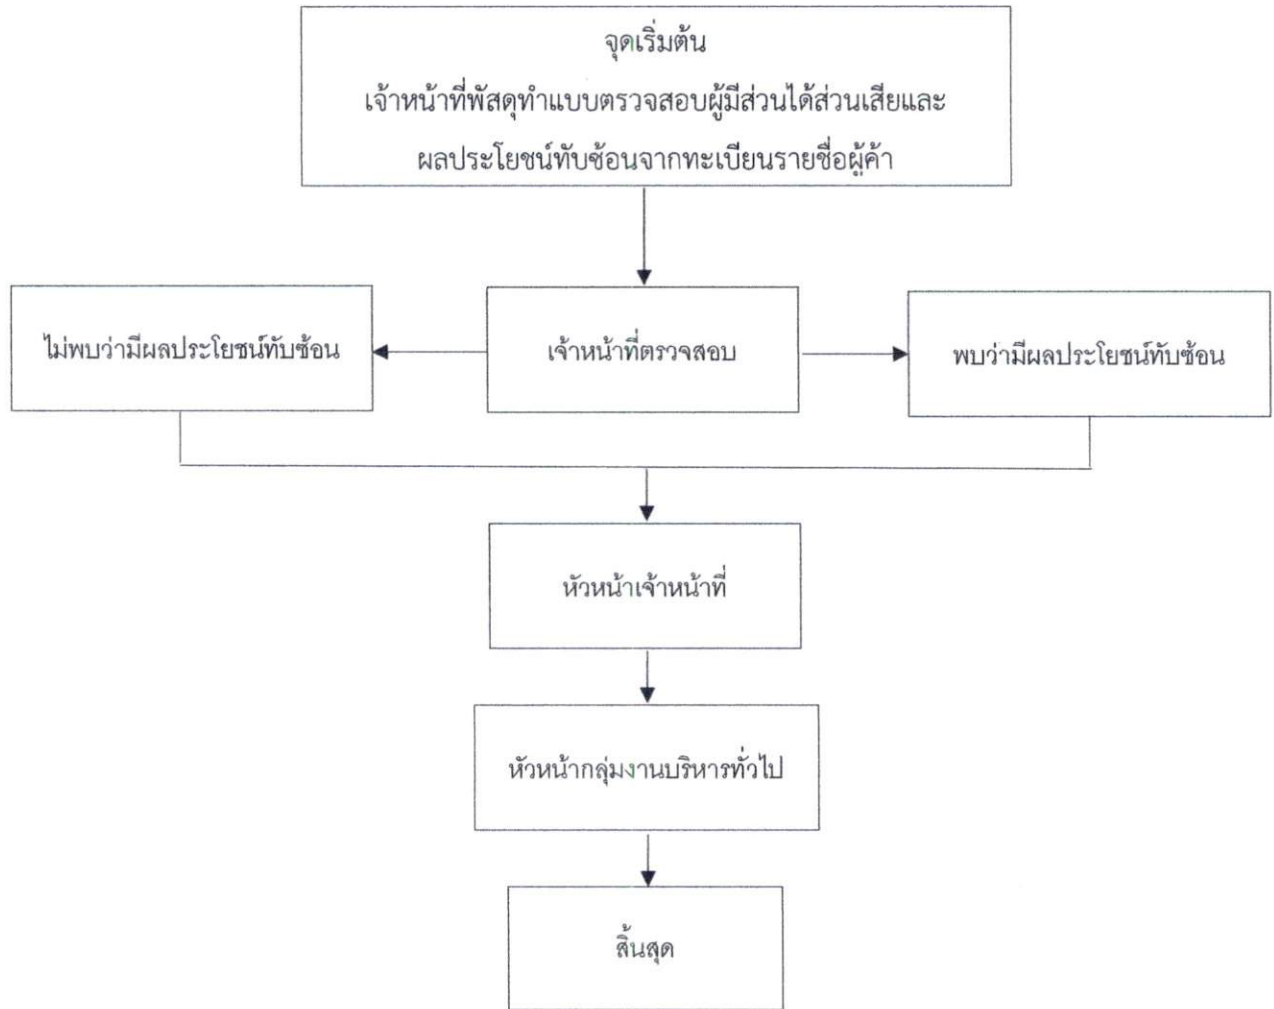 จุดเริ่มต้น
เจ้าหน้าที่พัสดุทำแบบตรวจสอบผู้มีส่วนได้ส่วนเสียและ
ผลประโยชน์ทับซ้อนจากทะเบียนรายชื่อผู้ค้า
ไม่พบว่ามีผลประโยชน์ทับซ้อน
เจ้าหน้าที่ตรวจสอบ
พบว่ามีผลประโยชน์ทับซ้อน
หัวหน้าเจ้าหน้าที่
หัวหน้ากลุ่มงานบริหารทั่วไป
สิ้นสุด